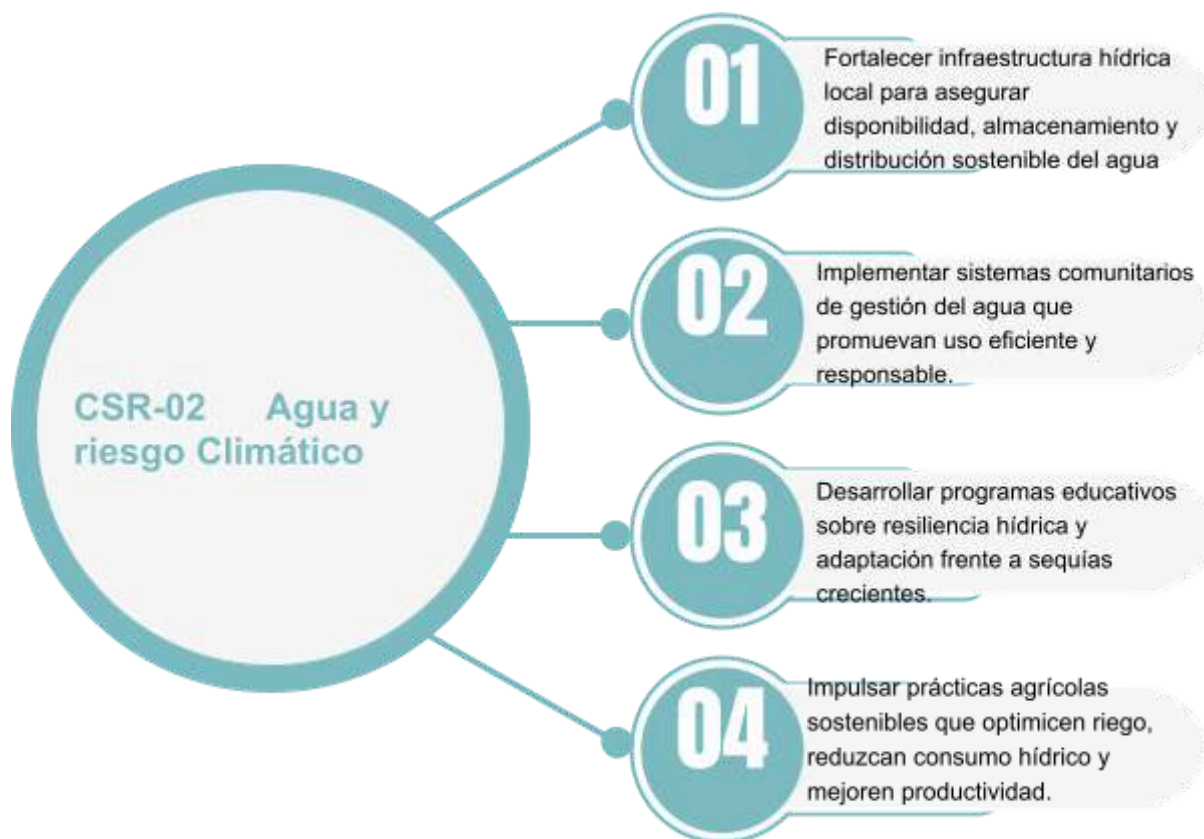 CSR-02 Agua y
riesgo Climático
01
Fortalecer infraestructura hídrica
local para asegurar
disponibilidad, almacenamiento y
distribución sostenible del agua
02
Implementar sistemas comunitarios
de gestión del agua que
promuevan uso eficiente y
responsable.
03
Desarrollar programas educativos
sobre resiliencia hídrica y
adaptación frente a sequías
crecientes.
04
Impulsar prácticas agrícolas
sostenibles que optimicen riego,
reduzcan consumo hídrico y
mejoren productividad.